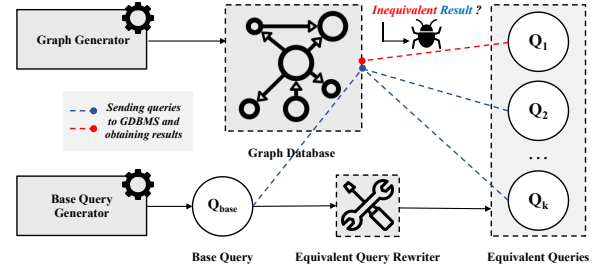 Inequivalent Result ?
Graph Generator
Q1
Sending queries
to GDBMS and
obtaining results
Q2
Graph Database
...
Base Query
Generator
Qbase
Qk
Base Query
Equivalent Query Rewriter
Equivalent Queries